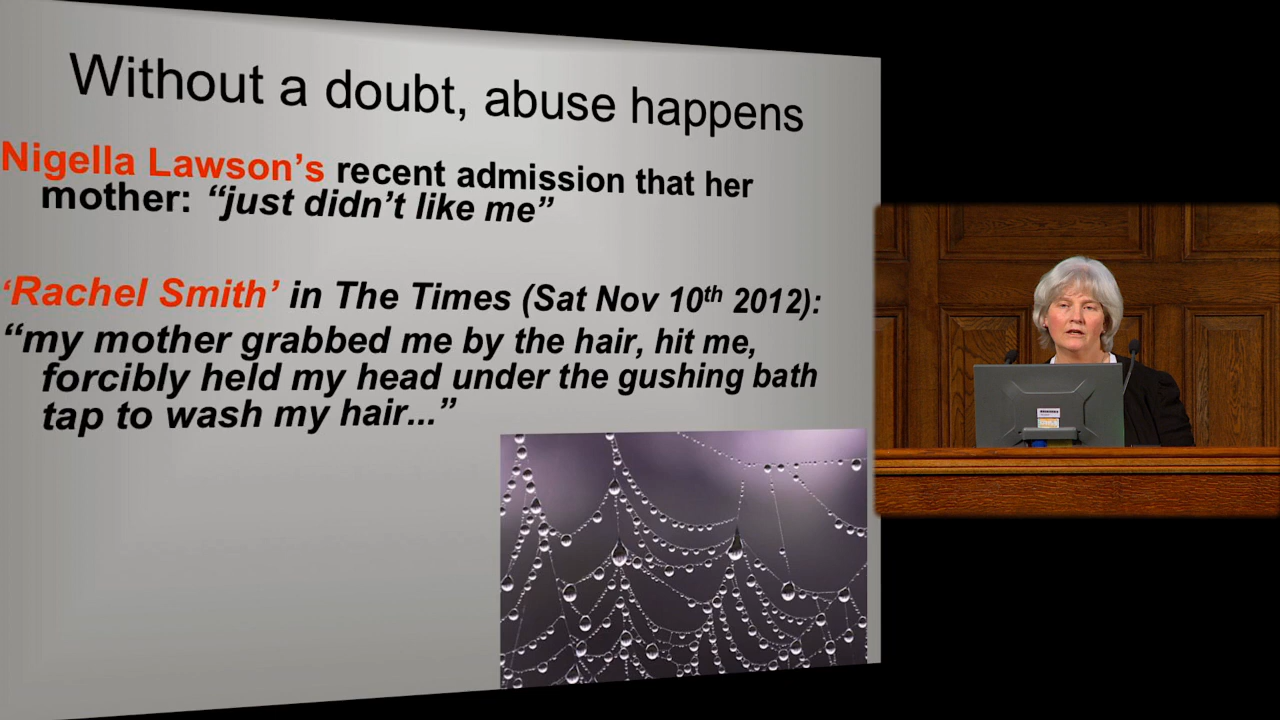 Without a doubt, abuse happens
Nigella Lawson’s recent admission that her
mother: “just didn’t like me”
‘Rachel Smith’ in The Times (Sat Nov 10th 2012):
“my mother grabbed me by the hair, hit me,
forcibly held my head under the gushing bath
tap to wash my hair...”